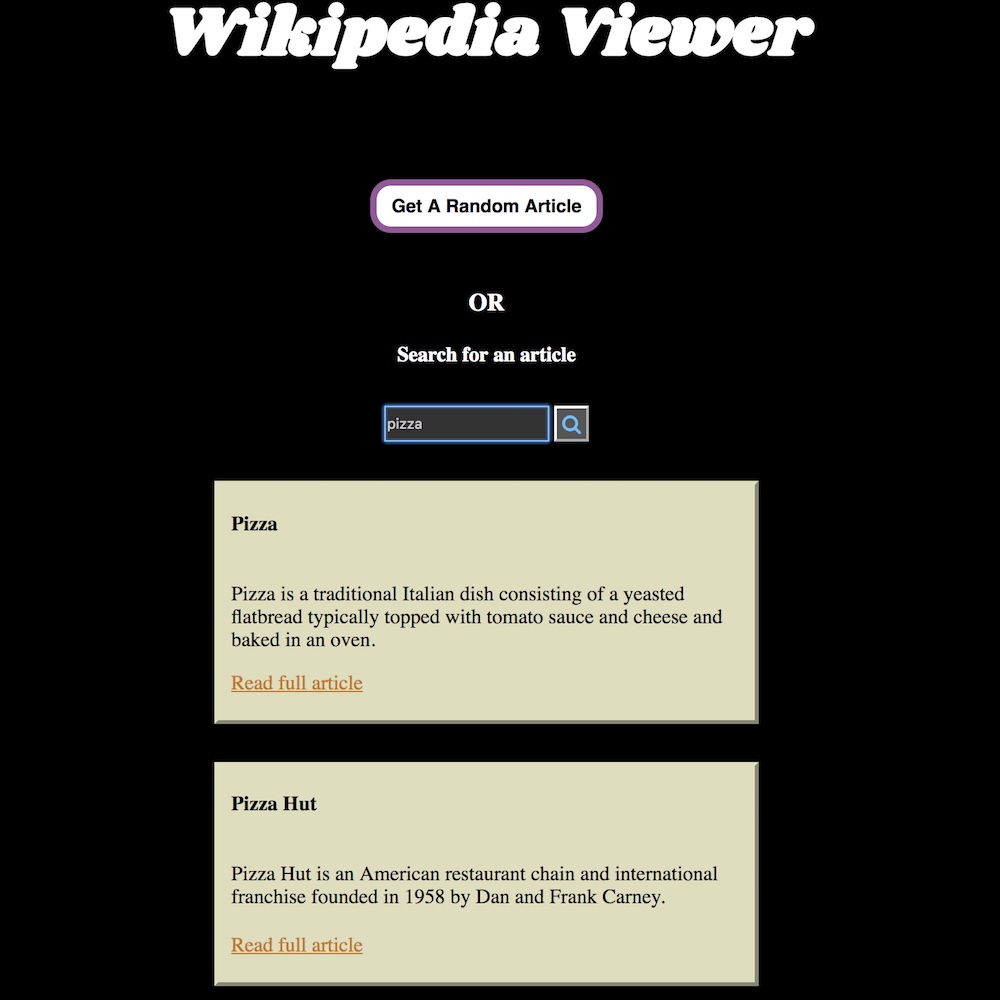 Wikipedia Viewer
Get A Random Article
OR
Search for an article
pizza
Pizza
Pizza is a traditional Italian dish consisting of a yeasted
flatbread typically topped with tomato sauce and cheese and
baked in an oven.
Read full article
Pizza Hut
Pizza Hut is an American restaurant chain and international
franchise founded in 1958 by Dan and Frank Carney.
Read full article